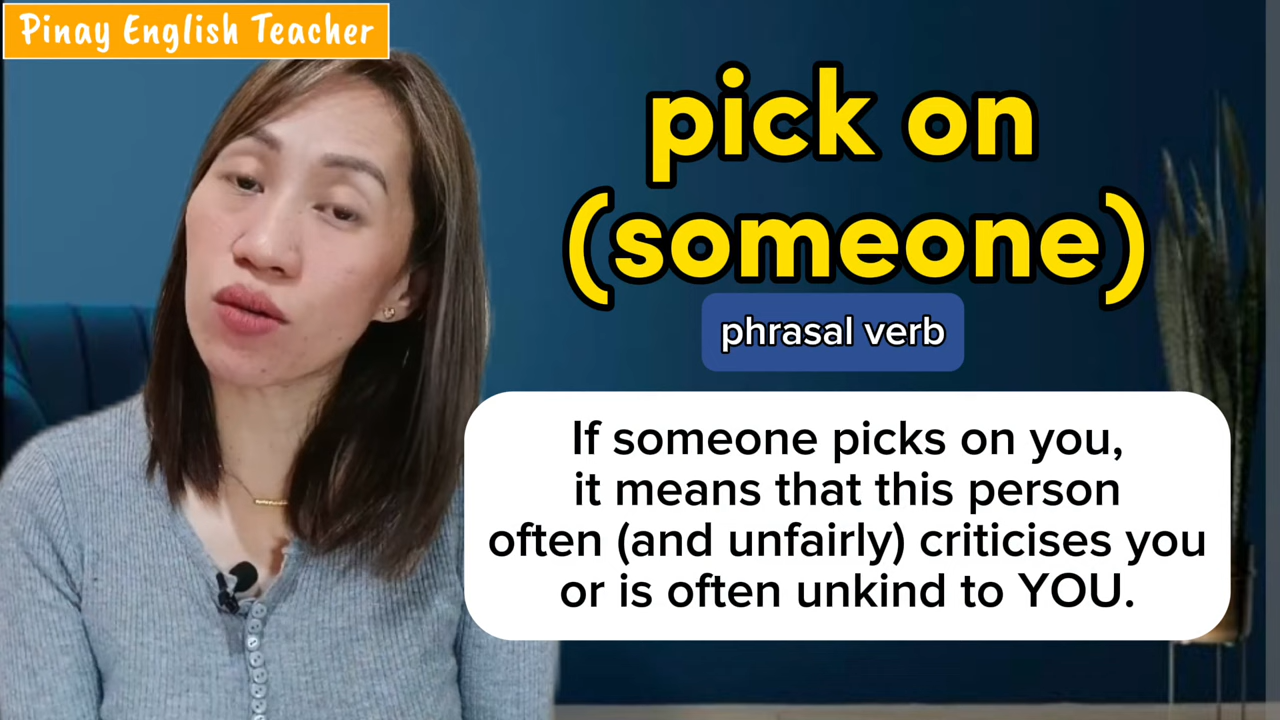 Pinay English Teacher
pick on
(someone)
phrasal verb
If someone picks on you,
it means that this person
often (and unfairly) criticises you
or is often unkind to YOU.